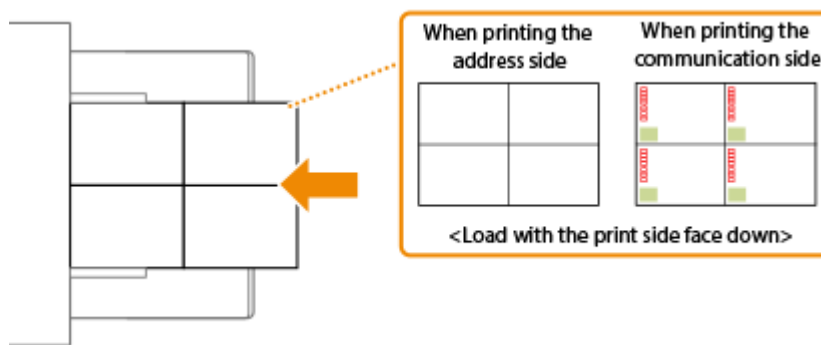 When printing the
address side
When printing the
communication side
<Load with the print side face down>